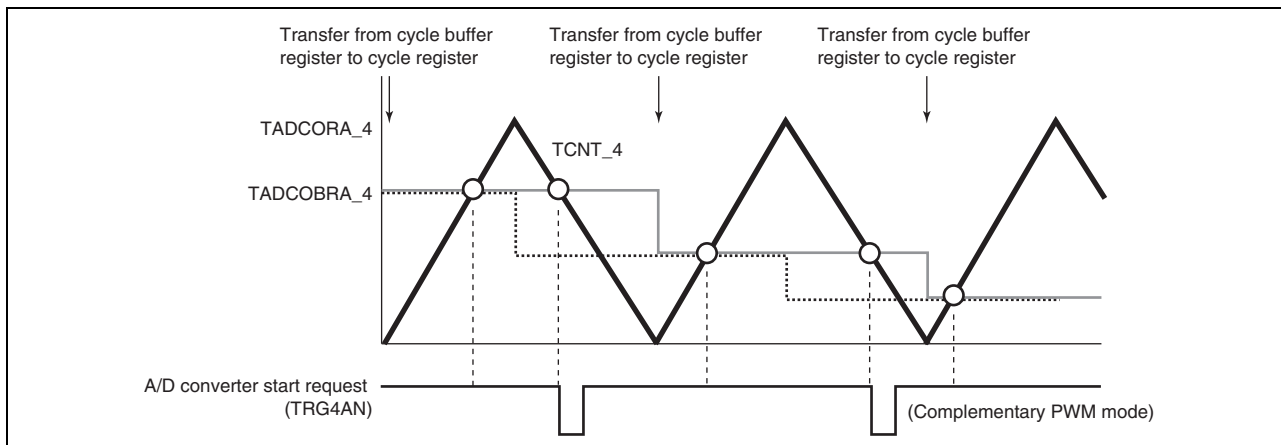 Transfer from cycle buffer
register to cycle register
Transfer from cycle buffer
register to cycle register
Transfer from cycle buffer
register to cycle register
TADCORA_4
TCNT_4
TADCOBRA_4
A/D converter start request
(TRG4AN)
(Complementary PWM mode)